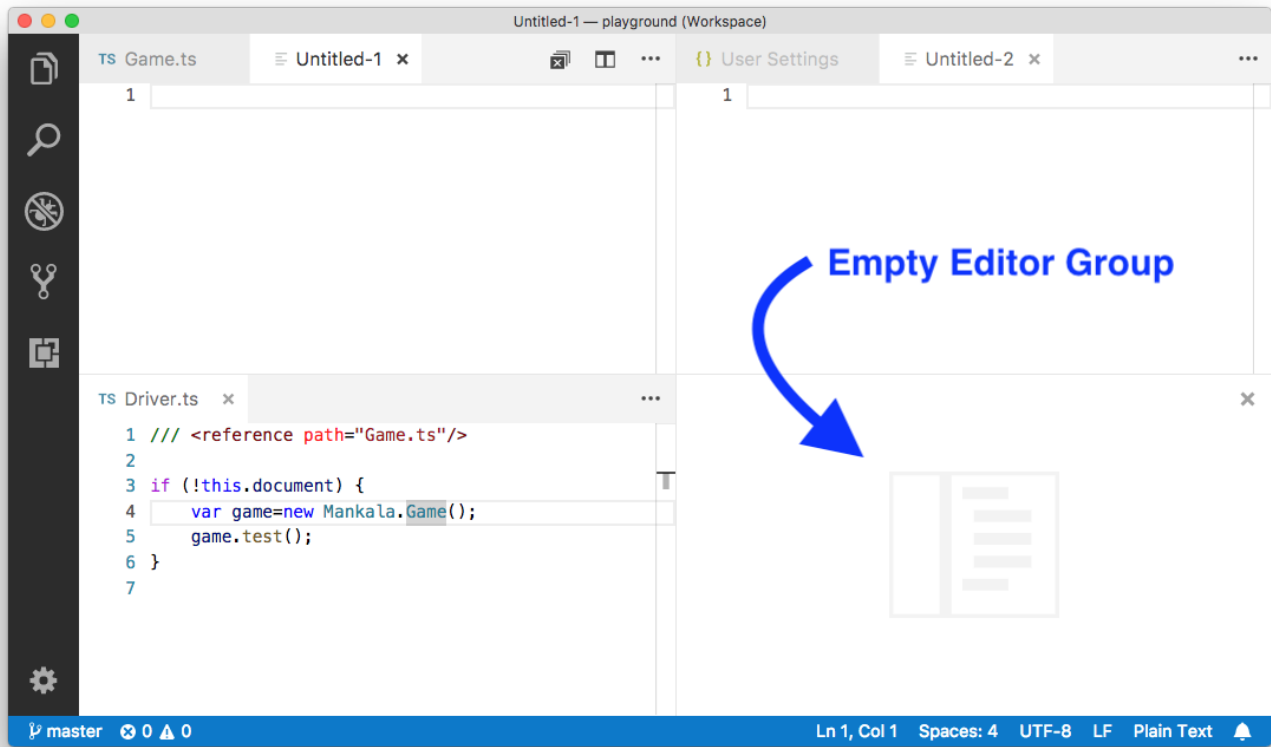 Untitled-1 — playground (Workspace)
TS Game.ts
Untitled-1
{} User Settings
Untitled-2
1
1
Empty Editor Group
TS Driver.ts
1 /// <reference path="Game.ts"/>
2
3 if (!this.document) {
4     var game=new Mankala.Game();
5     game.test();
6 }
7
master 0 0 Ln 1, Col 1 Spaces: 4 UTF-8 LF Plain Text